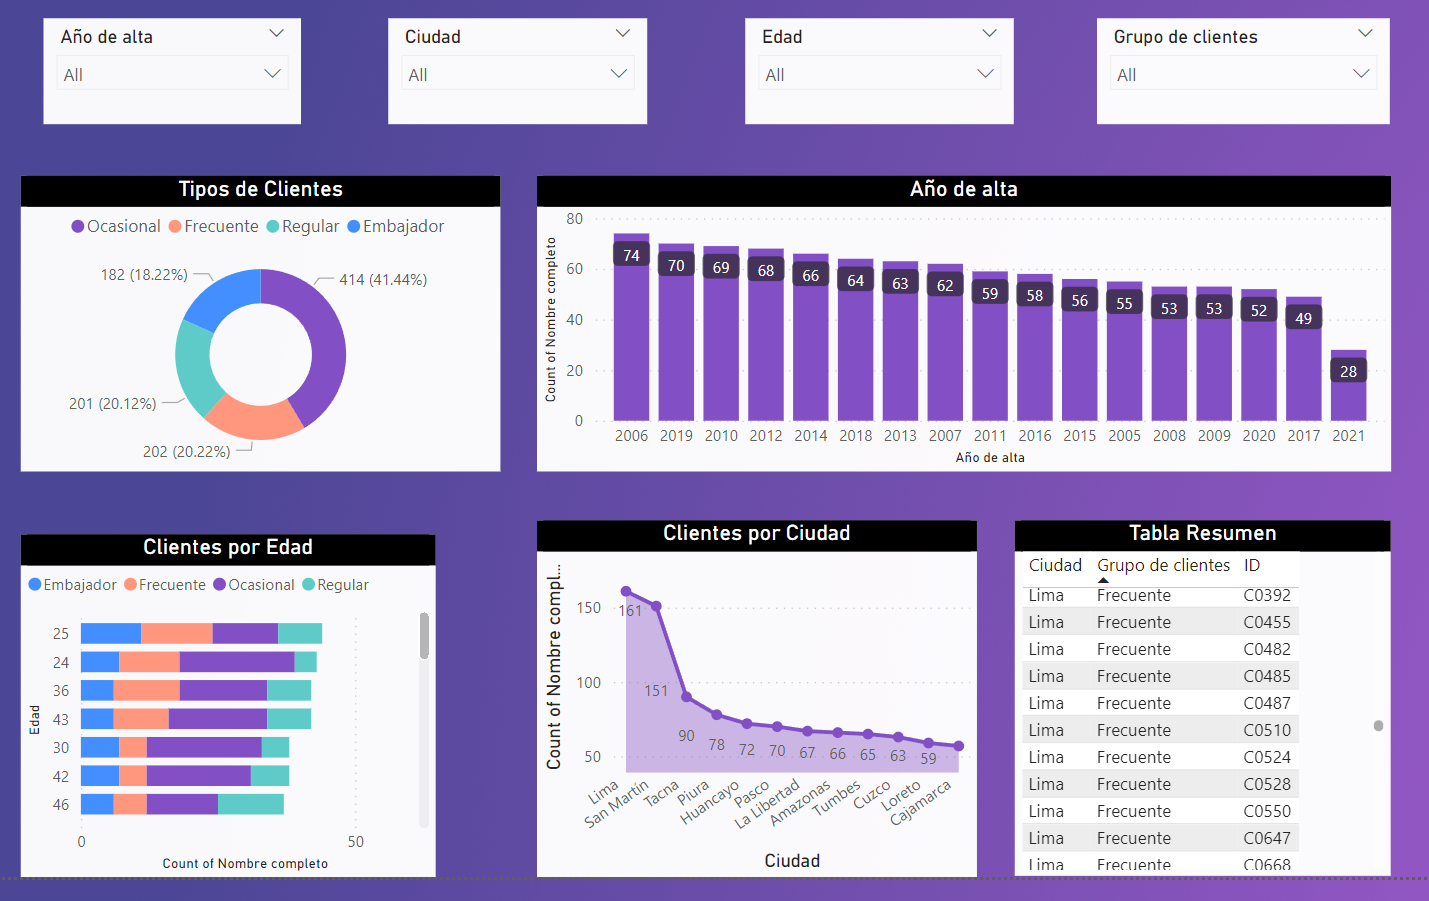 Año de alta
All
Ciudad
All
Edad
All
Grupo de clientes
All
Tipos de Clientes
Ocasional Frecuente Regular Embajador
182 (18.22%)
414 (41.44%)
201 (20.12%)
202 (20.22%)
Año de alta
Count of Nombre completo
80
60
40
20
0
74 70 69 68 66 64 63 62 59 58 56 55 53 53 52 49 28
2006 2019 2010 2012 2014 2018 2013 2007 2011 2016 2015 2005 2008 2009 2020 2017 2021
Año de alta
Clientes por Edad
Embajador Frecuente Ocasional Regular
Edad
25
24
36
43
30
42
46
0 50
Count of Nombre completo
Clientes por Ciudad
Count of Nombre compl...
150
100
50
161 151 90 78 72 70 67 66 65 63 59
Lima San Martín Tacna Piura Huancayo Pasco La Libertad Amazonas Tumbes Cuzco Loreto Cajamarca
Ciudad
Tabla Resumen
Ciudad Grupo de clientes ID
Lima Frecuente C0392
Lima Frecuente C0455
Lima Frecuente C0482
Lima Frecuente C0485
Lima Frecuente C0487
Lima Frecuente C0510
Lima Frecuente C0524
Lima Frecuente C0528
Lima Frecuente C0550
Lima Frecuente C0647
Lima Frecuente C0668